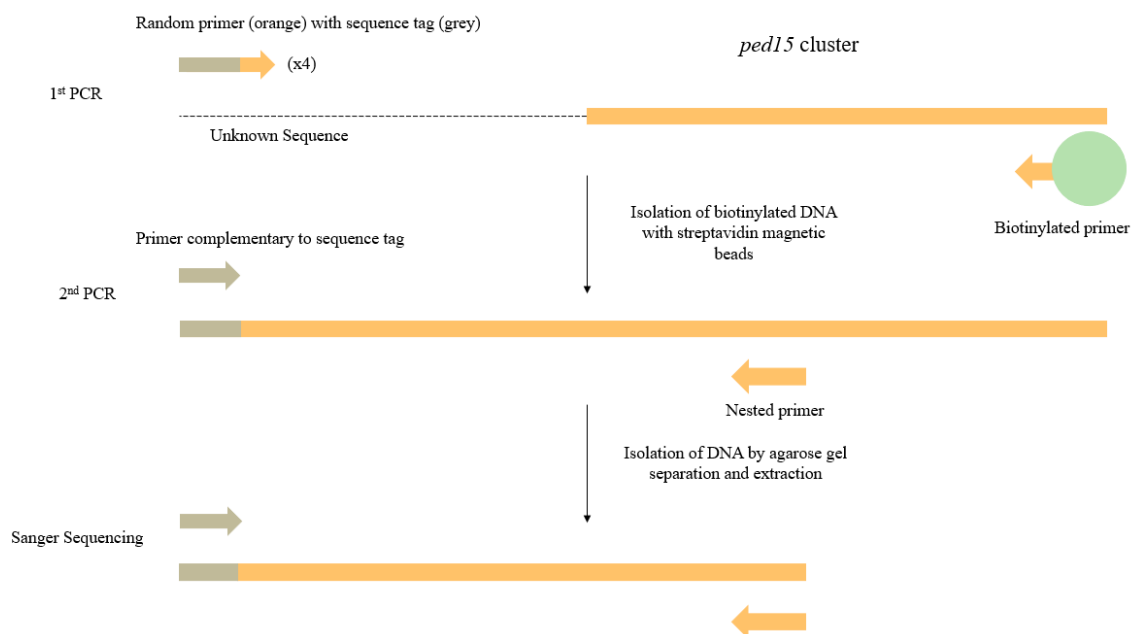 Random primer (orange) with sequence tag (grey)
ped15 cluster
(x4)
1st PCR
Unknown Sequence
Isolation of biotinylated DNA
with streptavidin magnetic
beads
Biotinylated primer
Primer complementary to sequence tag
2nd PCR
Nested primer
Isolation of DNA by agarose gel
separation and extraction
Sanger Sequencing